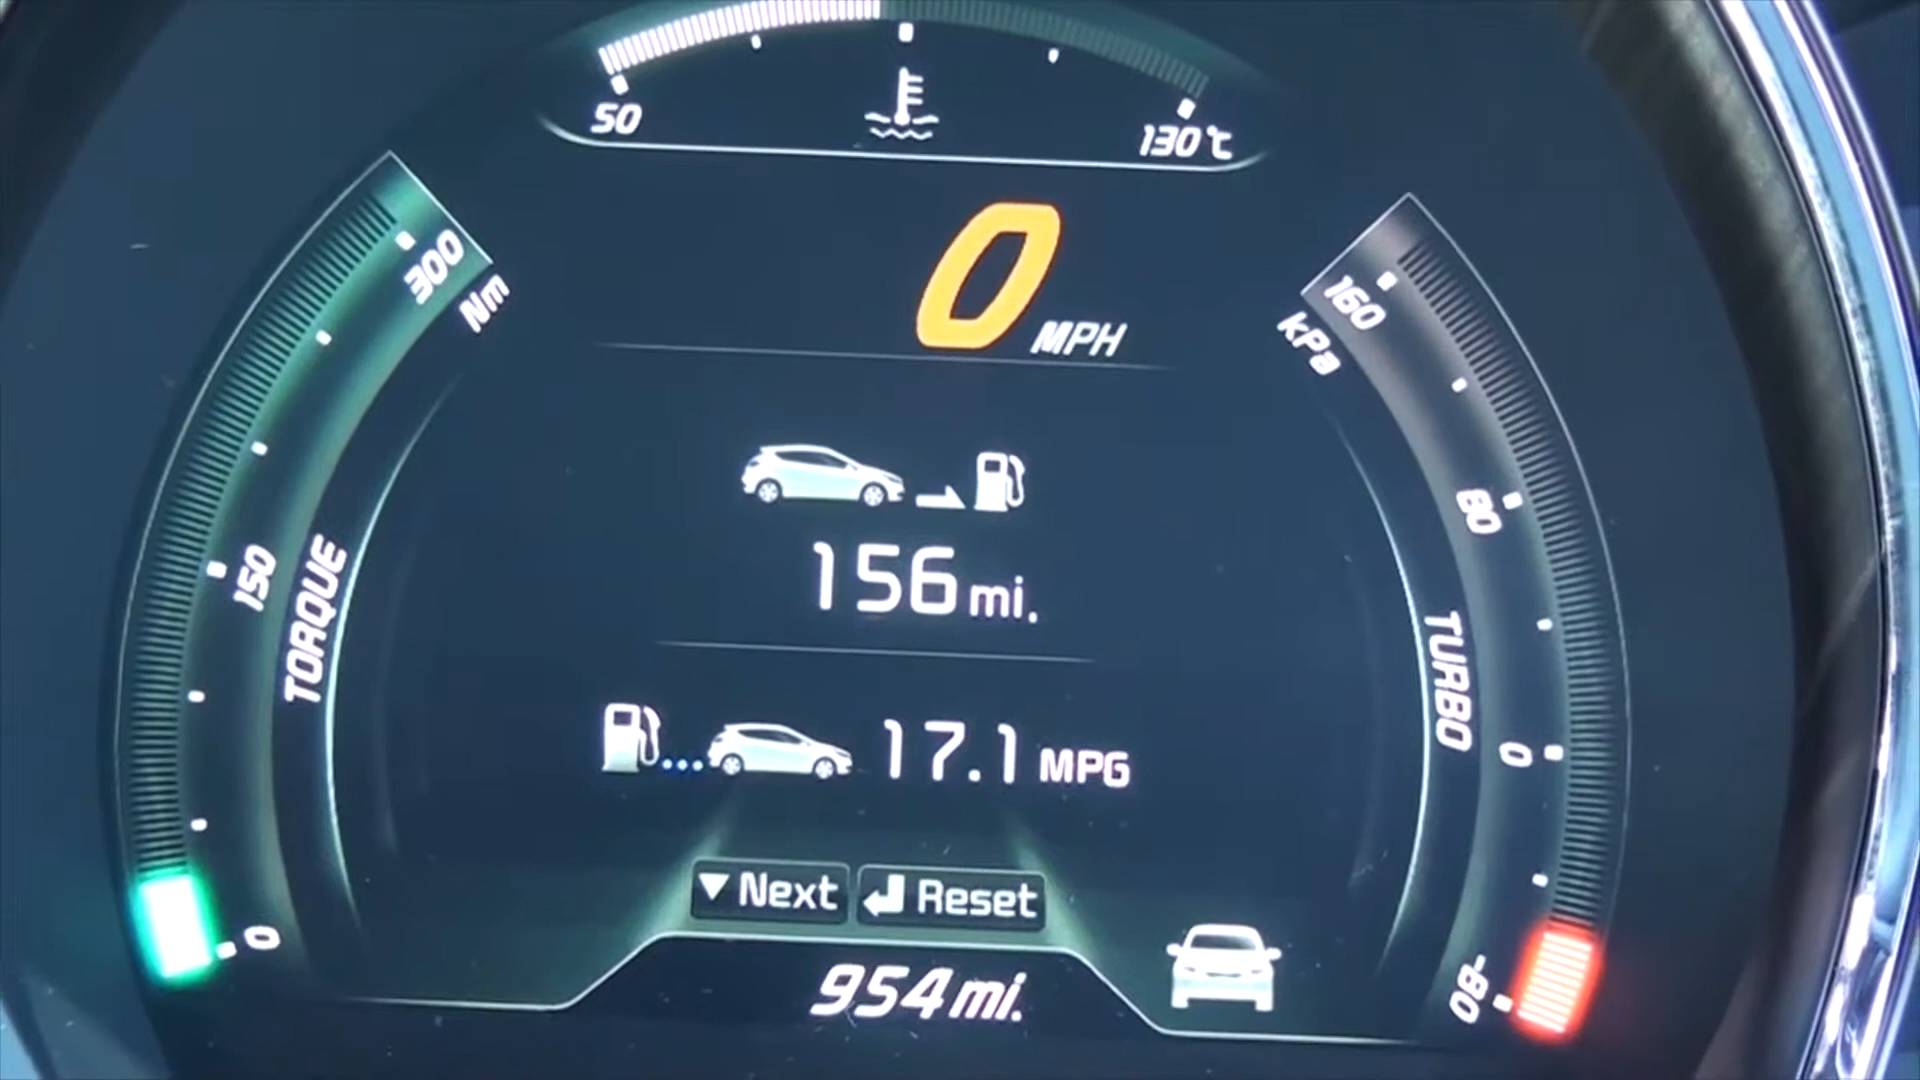 50
130℃
0 MPH
300
Nm
150
TORQUE
0
160
kPa
80
0
-80
TURBO
156 mi.
17.1 MPG
▼ Next
Reset
954 mi.